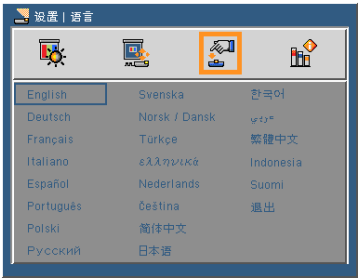 设置 | 语言
English
Deutsch
Français
Italiano
Español
Português
Polski
Русский
Svenska
Norsk / Dansk
Türkçe
ελληνικά
Nederlands
Čeština
简体中文
日本语
한국어
عربي
繁體中文
Indonesia
Suomi
退出